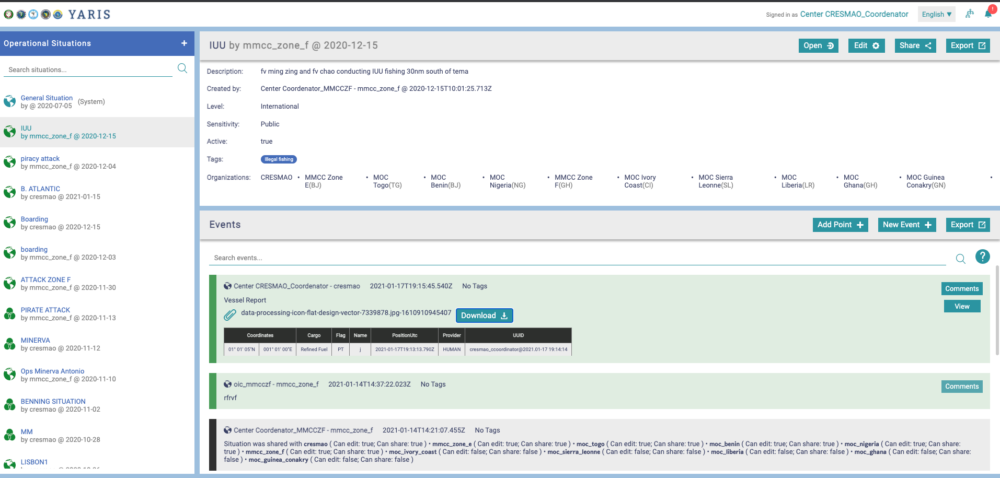 YARIS
Signed in as Center CRESMAO_Coordenator
English ▼
!
Operational Situations +
Search situations...
General Situation
by @ 2020-07-05
(System)
IUU
by mmcc_zone_f @ 2020-12-15
piracy attack
by mmcc_zone_f @ 2020-12-04
B. ATLANTIC
by cresmao @ 2021-01-15
Boarding
by cresmao @ 2020-12-15
boarding
by mmcc_zone_f @ 2020-12-03
ATTACK ZONE F
by mmcc_zone_f @ 2020-11-30
PIRATE ATTACK
by mmcc_zone_f @ 2020-11-13
MINERVA
by cresmao @ 2020-11-12
Ops Minerva Antonio
by mmcc_zone_f @ 2020-11-10
BENNING SITUATION
by cresmao @ 2020-11-02
MM
by cresmao @ 2020-10-28
LISBON1
IUU by mmcc_zone_f @ 2020-12-15
Open
Edit
Share
Export
Description: fv ming zing and fv chao conducting IUU fishing 30nm south of tema
Created by: Center Coordenator_MMCCZF - mmcc_zone_f @ 2020-12-15T10:01:25.713Z
Level: International
Sensitivity: Public
Active: true
Tags: Illegal fishing
Organizations: CRESMAO • MMCC Zone E(BJ) • MOC Togo(TG) • MOC Benin(BJ) • MOC Nigeria(NG) • MMCC Zone F(GH) • MOC Ivory Coast(CI) • MOC Sierra Leonne(SL) • MOC Liberia(LR) • MOC Ghana(GH) • MOC Guinea Conakry(GN) •
Events
Add Point +
New Event +
Export
Search events...
?
Center CRESMAO_Coordenator - cresmao 2021-01-17T19:15:45.540Z No Tags
Comments
Vessel Report
View
data-processing-icon-flat-design-vector-7339878.jpg-1610910945407 Download
Coordinates Cargo Flag Name PositionUtc Provider UUID
01° 01' 05"N 001° 01' 00"E Refined Fuel PT j 2021-01-17T19:13:13.790Z HUMAN cresmao_ccoordinator@2021.01-17 19:14:14
oic_mmcczf - mmcc_zone_f 2021-01-14T14:37:22.023Z No Tags
Comments
rfrvf
Center Coordenator_MMCCZF - mmcc_zone_f 2021-01-14T14:21:07.455Z No Tags
Situation was shared with cresmao ( Can edit: true; Can share: true ) • mmcc_zone_e ( Can edit: true; Can share: true ) • moc_togo ( Can edit: true; Can share: true ) • moc_benin ( Can edit: true; Can share: true ) • moc_nigeria ( Can edit: true; Can share:
true ) • mmcc_zone_f ( Can edit: true; Can share: true ) • moc_ivory_coast ( Can edit: false; Can share: false ) • moc_sierra_leonne ( Can edit: false; Can share: false ) • moc_liberia ( Can edit: false; Can share: false ) • moc_ghana ( Can edit: false; Can share:
false ) • moc_guinea_conakry ( Can edit: false; Can share: false )